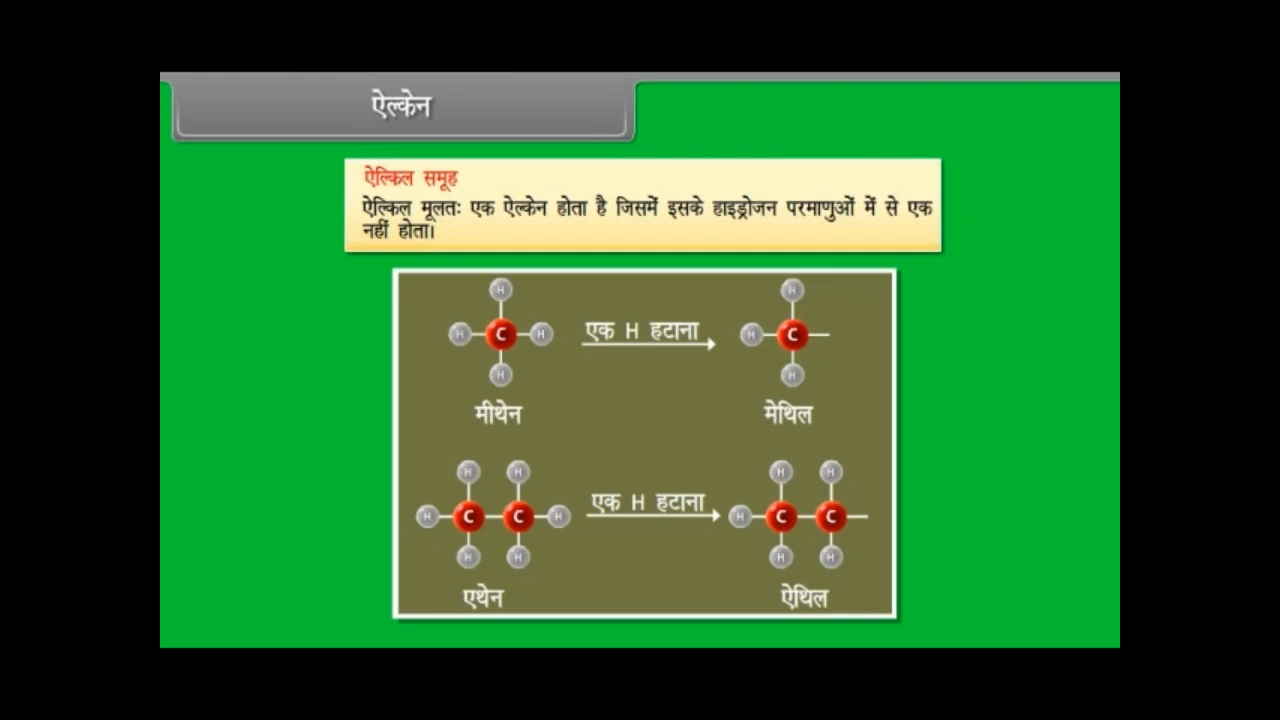 ऐल्केन
ऐल्किल समूह
ऐल्किल मूलतः एक ऐल्केन होता है जिसमें इसके हाइड्रोजन परमाणुओं में से एक
नहीं होता।
H
H C H
H
एक H हटाना
H
H C
H
मीथेन
मेथिल
H H
H C C H
H H
एक H हटाना
H H
H C C
H H
एथेन
ऐथिल